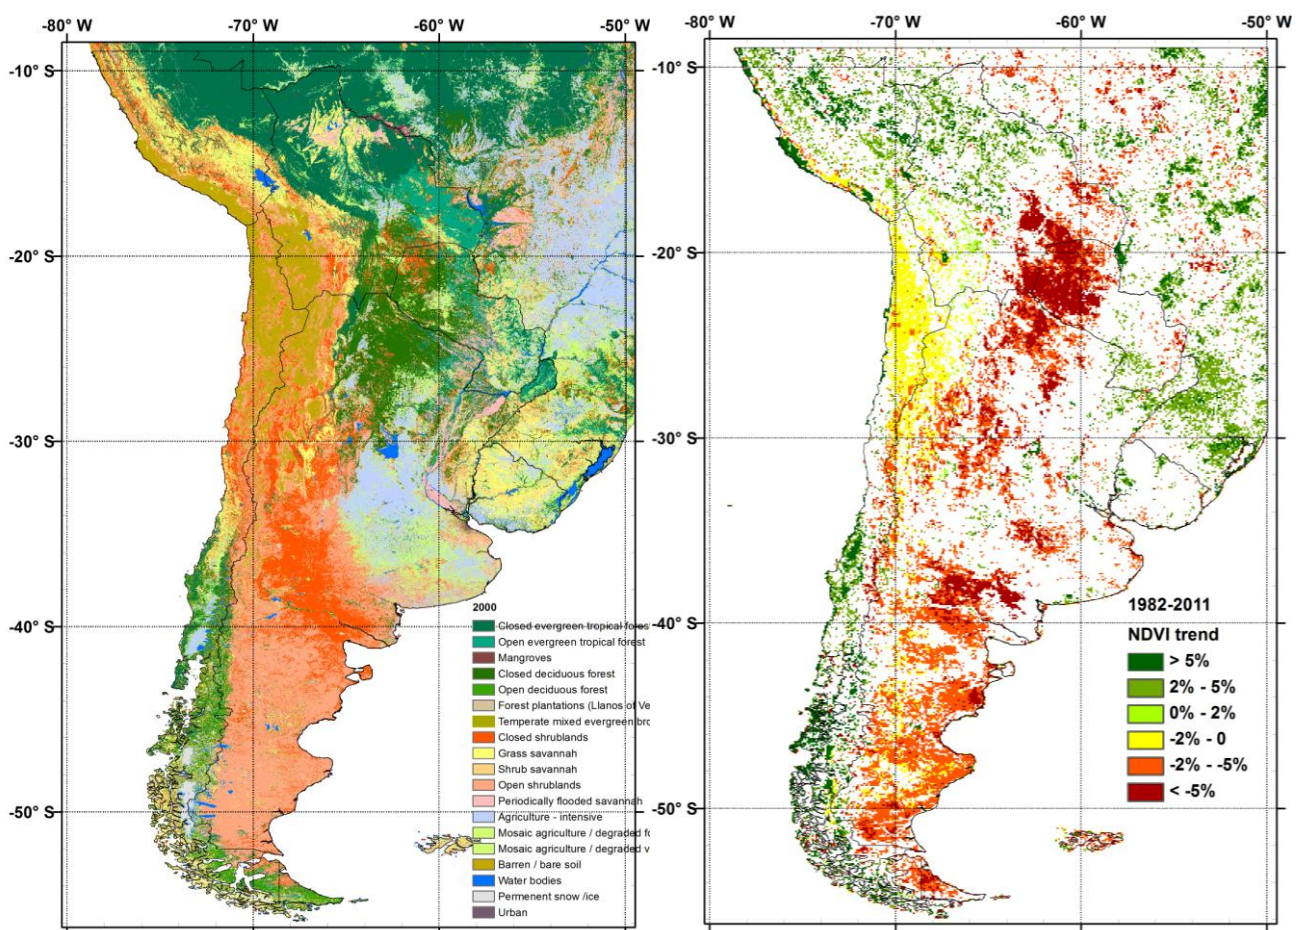 -80° W -70° W -60° W -50° W
-10° S
-20° S
-30° S
-40° S
-50° S
2000
Closed evergreen tropical fores
Open evergreen tropical forest
Mangroves
Closed deciduous forest
Open deciduous forest
Forest plantations (Llanos of Ve
Temperate mixed evergreen bro
Closed shrublands
Grass savannah
Shrub savannah
Open shrublands
Periodically flooded savannah
Agriculture - intensive
Mosaic agriculture / degraded fo
Mosaic agriculture / degraded v
Barren / bare soil
Water bodies
Permenent snow /ice
Urban
-80° W -70° W -60° W -50° W
-10° S
-20° S
-30° S
-40° S
-50° S
1982-2011
NDVI trend
> 5%
2% - 5%
0% - 2%
-2% - 0
-2% - -5%
< -5%